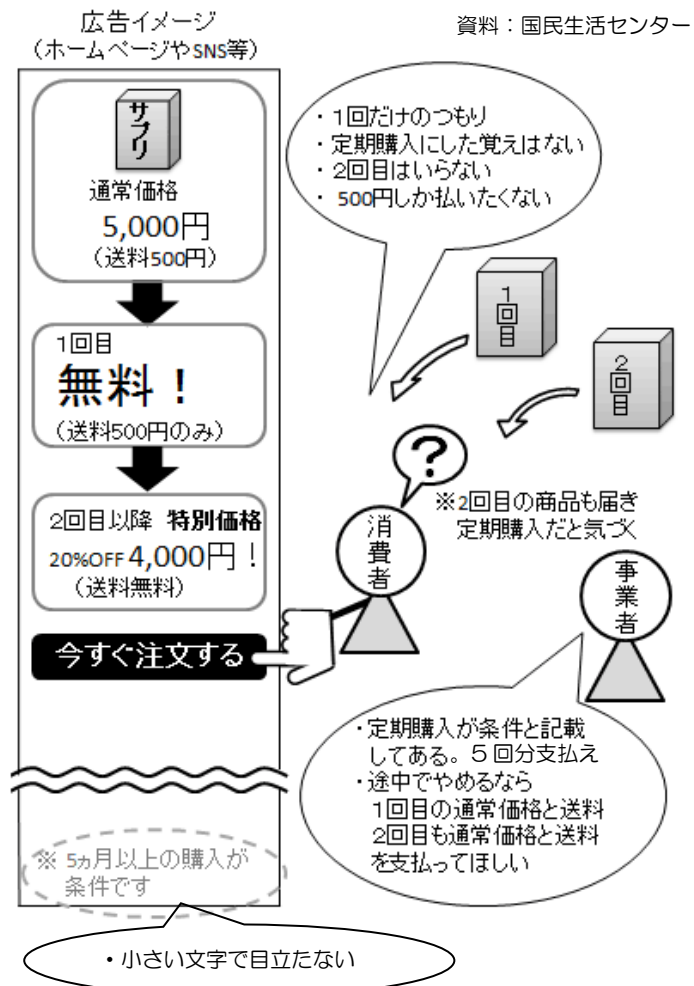 広告イメージ
（ホームページやSNS等）
資料：国民生活センター
サプリ
通常価格
5,000円
（送料500円）
1回目
無料！
（送料500円のみ）
2回目以降 特別価格
20%OFF 4,000円！
（送料無料）
今すぐ注文する
※ 5ヵ月以上の購入が
条件です
・小さい文字で目立たない
・1回だけのつもり
・定期購入にした覚えはない
・2回目はいらない
・500円しか払いたくない
1回目
2回目
？
※2回目の商品も届き
定期購入だと気づく
消費者
事業者
・定期購入が条件と記載
してある。５回分支払え
・途中でやめるなら
1回目の通常価格と送料
2回目も通常価格と送料
を支払ってほしい